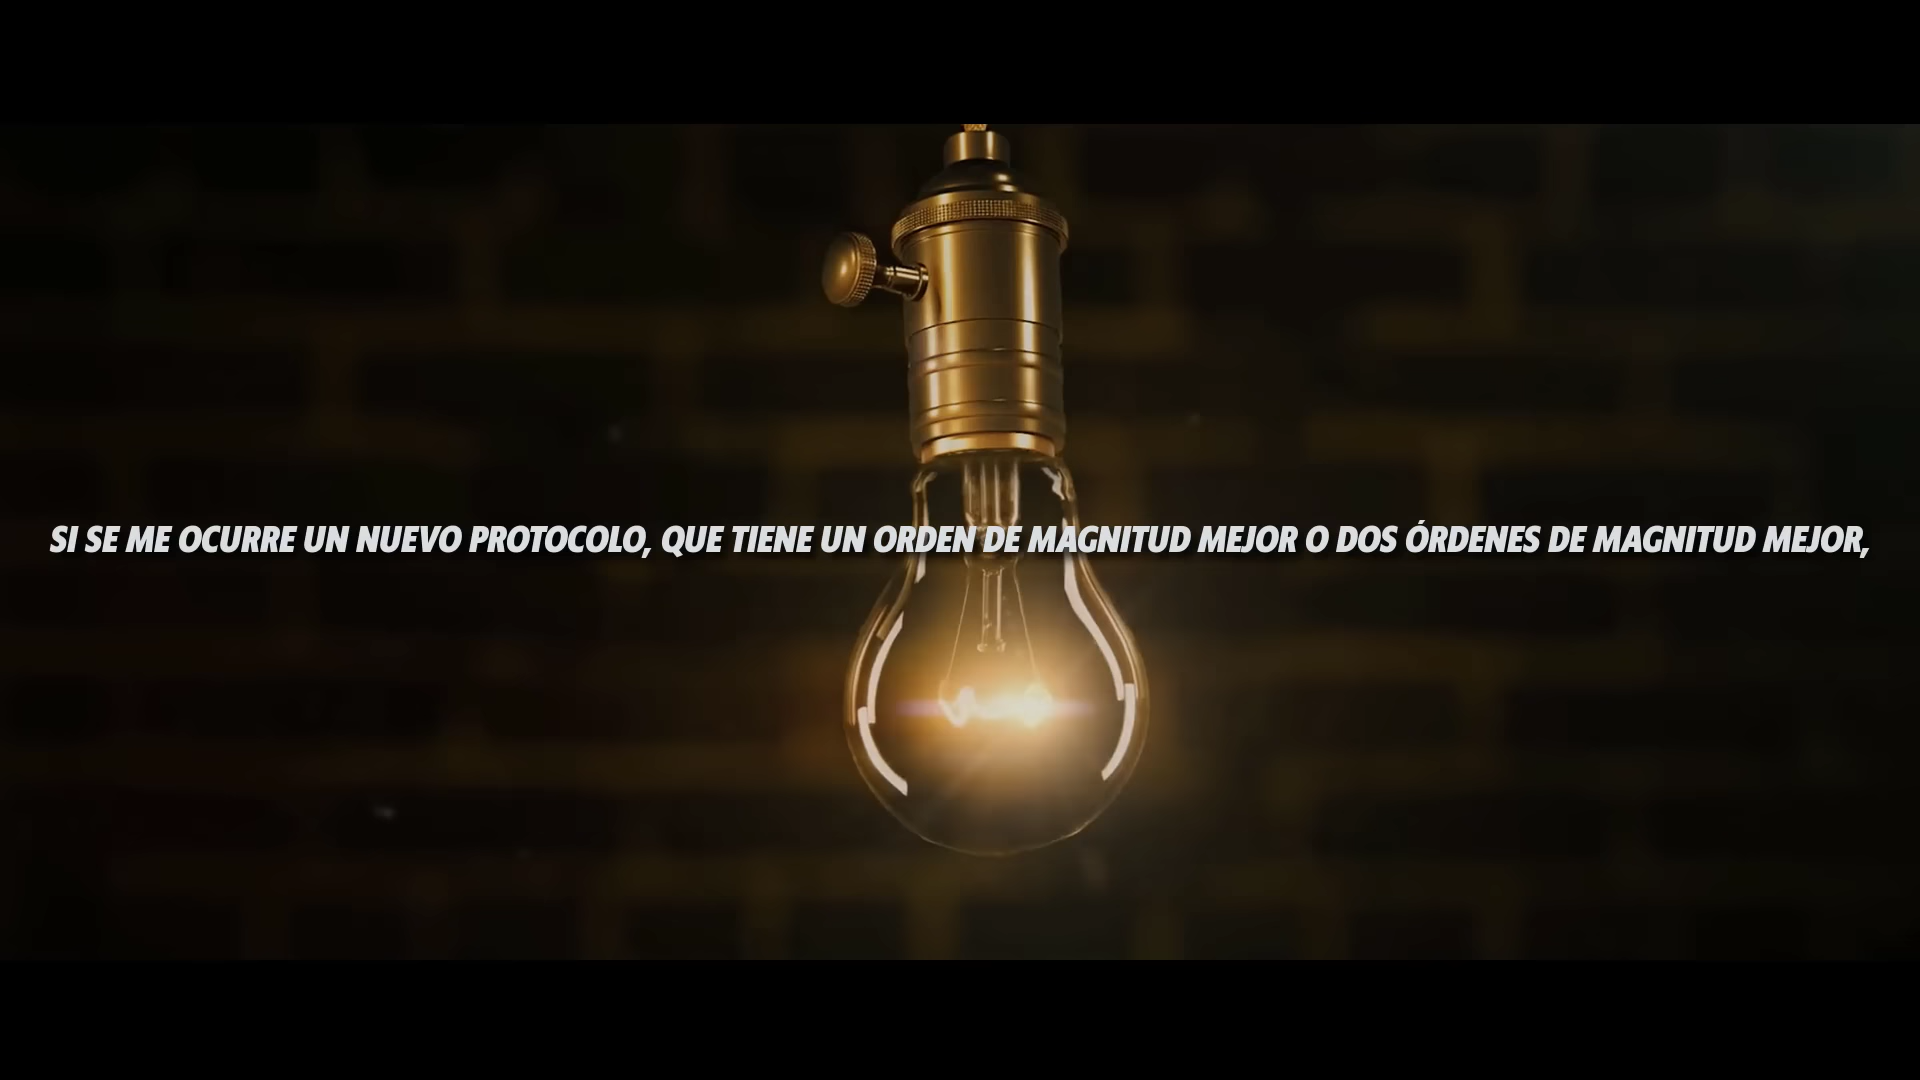 SI SE ME OCURRE UN NUEVO PROTOCOLO, QUE TIENE UN ORDEN DE MAGNITUD MEJOR O DOS ÓRDENES DE MAGNITUD MEJOR,